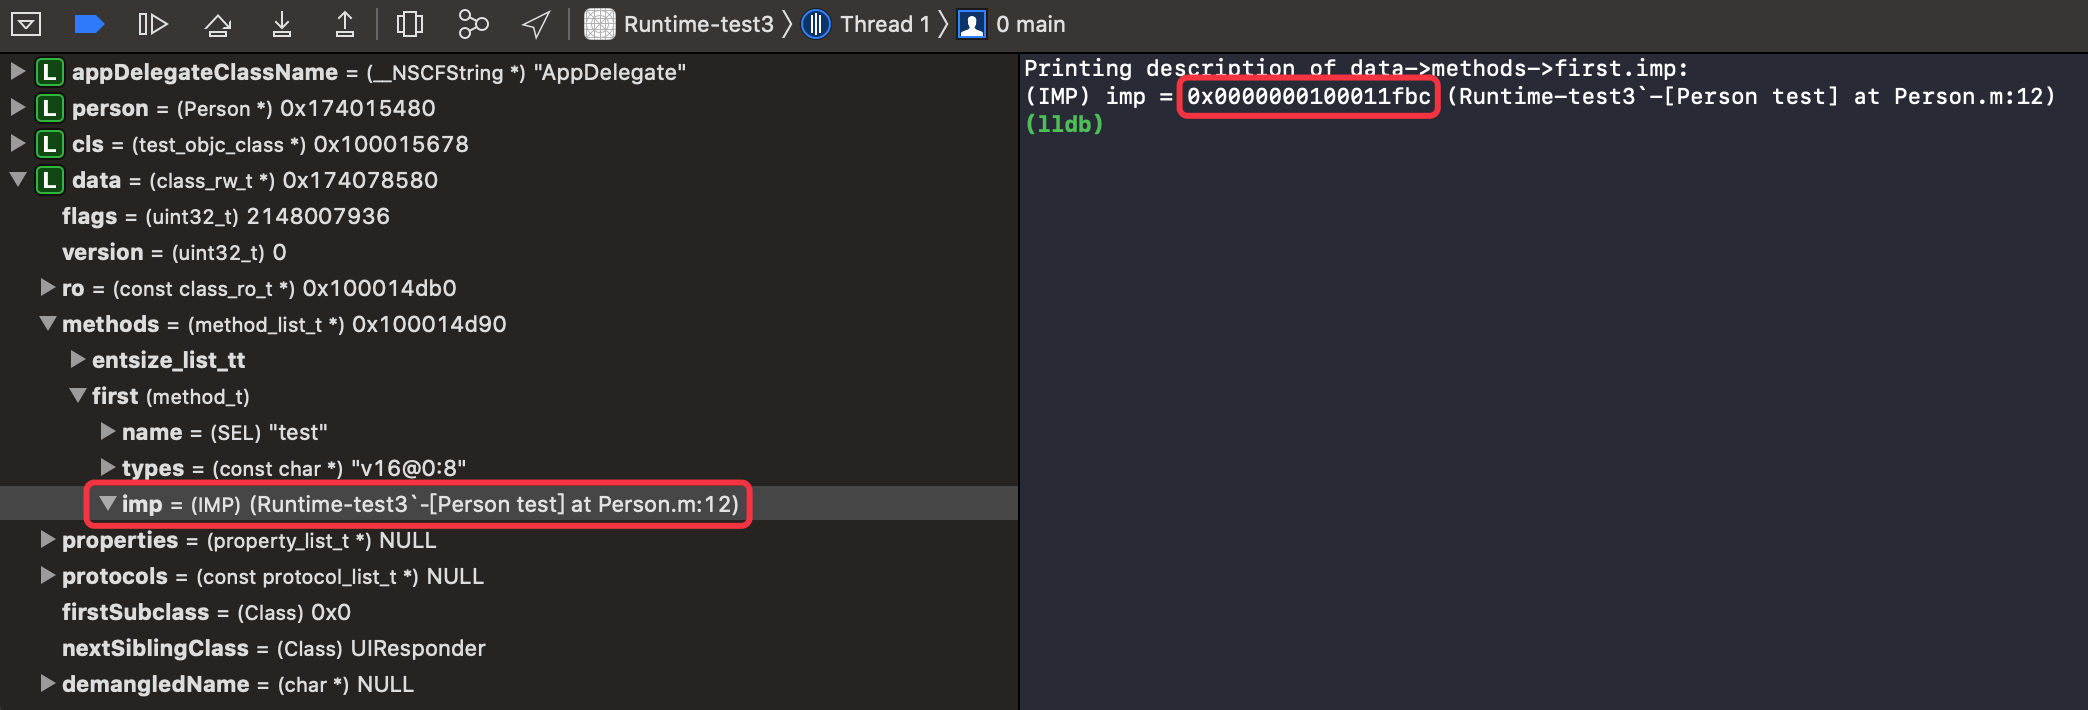 Runtime-test3 Thread 1 0 main
L appDelegateClassName = (__NSCFString *) "AppDelegate"
L person = (Person *) 0x174015480
L cls = (test_objc_class *) 0x100015678
L data = (class_rw_t *) 0x174078580
flags = (uint32_t) 2148007936
version = (uint32_t) 0
ro = (const class_ro_t *) 0x100014db0
methods = (method_list_t *) 0x100014d90
entsize_list_tt
first (method_t)
name = (SEL) "test"
types = (const char *) "v16@0:8"
imp = (IMP) (Runtime-test3`-[Person test] at Person.m:12)
properties = (property_list_t *) NULL
protocols = (const protocol_list_t *) NULL
firstSubclass = (Class) 0x0
nextSiblingClass = (Class) UIResponder
demangledName = (char *) NULL
Printing description of data->methods->first.imp:
(IMP) imp = 0x0000000100011fbc (Runtime-test3`-[Person test] at Person.m:12)
(lldb)